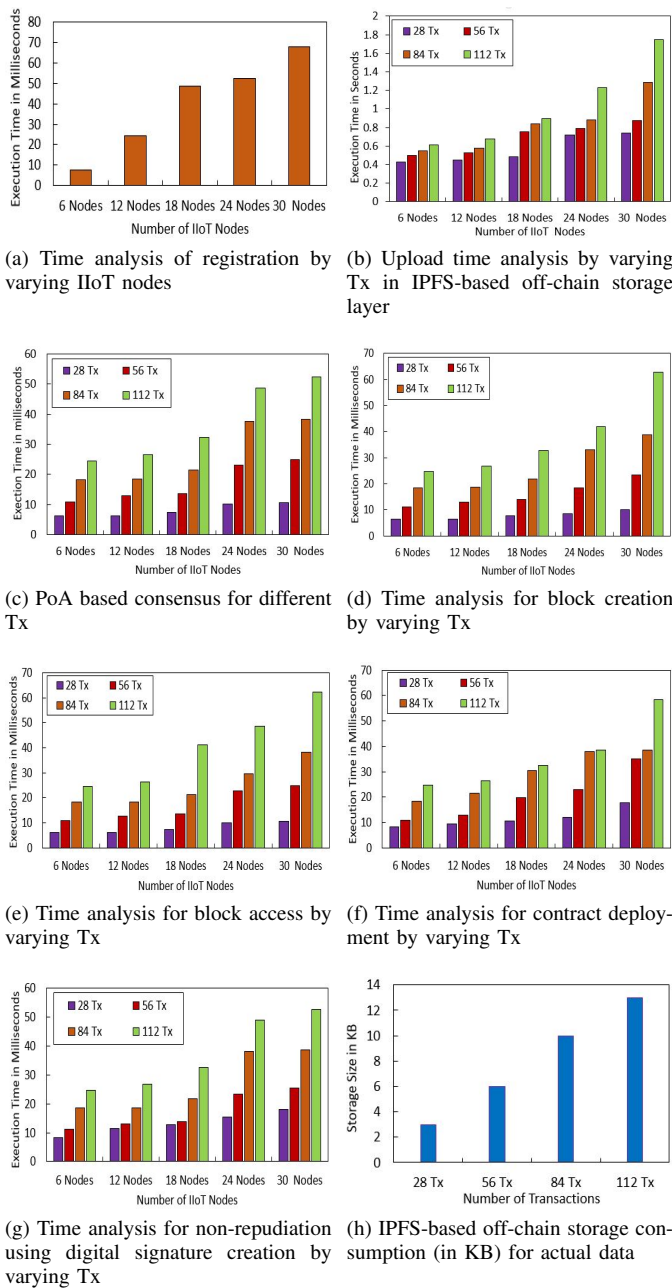 Execution Time in Milliseconds
80
70
60
50
40
30
20
10
0
6 Nodes 12 Nodes 18 Nodes 24 Nodes 30 Nodes
Number of IIoT Nodes
(a) Time analysis of registration by
varying IIoT nodes
Execution Time in Seconds
2
1.8
1.6
1.4
1.2
1
0.8
0.6
0.4
0.2
0
28 Tx 56 Tx
84 Tx 112 Tx
6 Nodes 12 Nodes 18 Nodes 24 Nodes 30 Nodes
Number of IIoT Nodes
(b) Upload time analysis by varying
Tx in IPFS-based off-chain storage
layer
Exection Time in milliseconds
60
50
40
30
20
10
0
28 Tx 56 Tx
84 Tx 112 Tx
6 Nodes 12 Nodes 18 Nodes 24 Nodes 30 Nodes
Number of IIoT Nodes
(c) PoA based consensus for different
Tx
Execution Time in Milliseconds
70
60
50
40
30
20
10
0
28 Tx 56 Tx
84 Tx 112 Tx
6 Nodes 12 Nodes 18 Nodes 24 Nodes 30 Nodes
Number of IIoT Nodes
(d) Time analysis for block creation
by varying Tx
Execution Time in Milliseconds
70
60
50
40
30
20
10
0
28 Tx 56 Tx
84 Tx 112 Tx
6 Nodes 12 Nodes 18 Nodes 24 Nodes 30 Nodes
Number of IIoT Nodes
(e) Time analysis for block access by
varying Tx
Execution Time in Milliseconds
70
60
50
40
30
20
10
0
28 Tx 56 Tx
84 Tx 112 Tx
6 Nodes 12 Nodes 18 Nodes 24 Nodes 30 Nodes
Number of IIoT Nodes
(f) Time analysis for contract deploy-
ment by varying Tx
Execution Time in Milliseconds
60
50
40
30
20
10
0
28 Tx 56 Tx
84 Tx 112 Tx
6 Nodes 12 Nodes 18 Nodes 24 Nodes 30 Nodes
Number of IIoT Nodes
(g) Time analysis for non-repudiation
using digital signature creation by
varying Tx
Storage Size in KB
14
12
10
8
6
4
2
0
28 Tx 56 Tx 84 Tx 112 Tx
Number of Transactions
(h) IPFS-based off-chain storage con-
sumption (in KB) for actual data